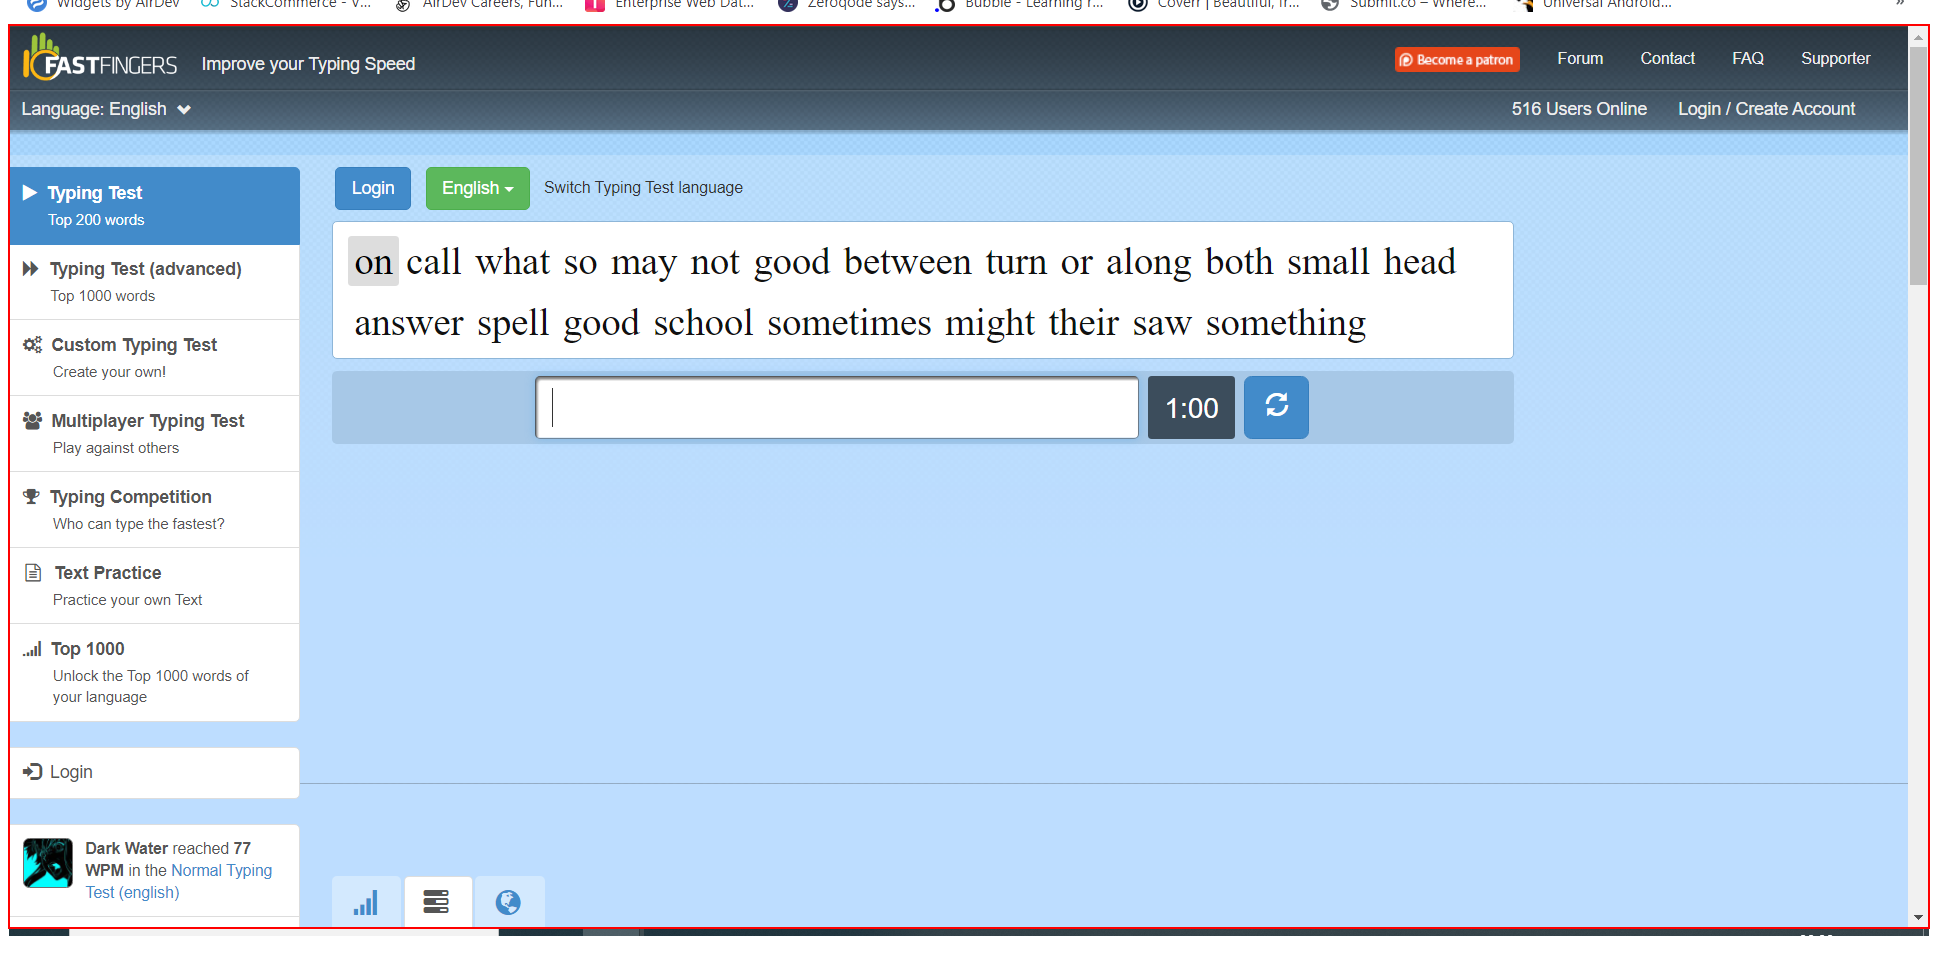 Widgets by AirDev StackCommerce - V... AirDev Careers, Fun... Enterprise Web Dat... Zeroqode says... Bubble - Learning r... Coverr | Beautiful, fr... Submit.co – Where... Universal Android... »
10FASTFINGERS Improve your Typing Speed Become a patron Forum Contact FAQ Supporter
Language: English 516 Users Online Login / Create Account
Typing Test
Top 200 words
Typing Test (advanced)
Top 1000 words
Custom Typing Test
Create your own!
Multiplayer Typing Test
Play against others
Typing Competition
Who can type the fastest?
Text Practice
Practice your own Text
Top 1000
Unlock the Top 1000 words of
your language
Login
Dark Water reached 77
WPM in the Normal Typing
Test (english)
Login English Switch Typing Test language
on call what so may not good between turn or along both small head
answer spell good school sometimes might their saw something
1:00